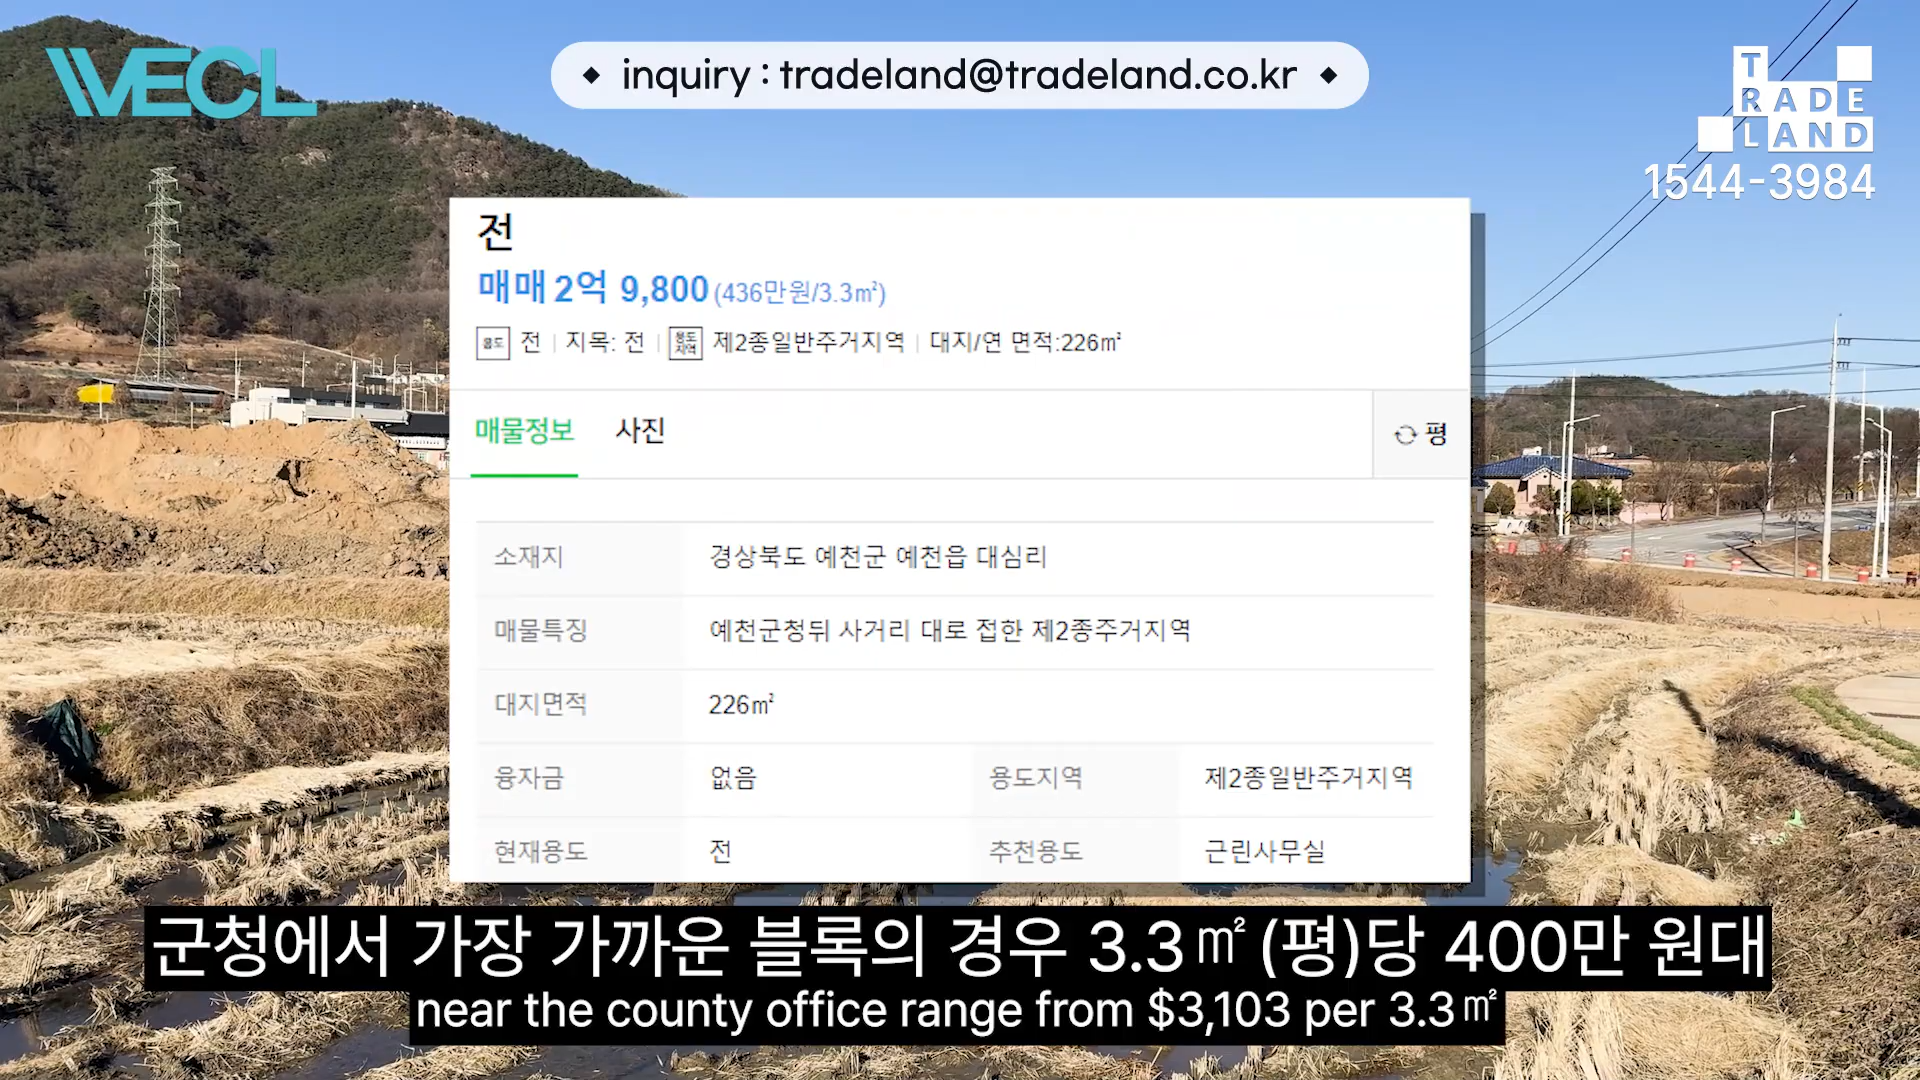 WECL
◆ inquiry : tradeland@tradeland.co.kr ◆
T
RADE
LAND
1544-3984
전
매매 2억 9,800 (436만원/3.3㎡)
용도 전 | 지목: 전 | 용도지역 제2종일반주거지역 | 대지/연 면적:226㎡
매물정보 사진 평
소재지 경상북도 예천군 예천읍 대심리
매물특징 예천군청뒤 사거리 대로 접한 제2종주거지역
대지면적 226㎡
융자금 없음 용도지역 제2종일반주거지역
현재용도 전 추천용도 근린사무실
군청에서 가장 가까운 블록의 경우 3.3㎡(평)당 400만 원대
near the county office range from $3,103 per 3.3㎡